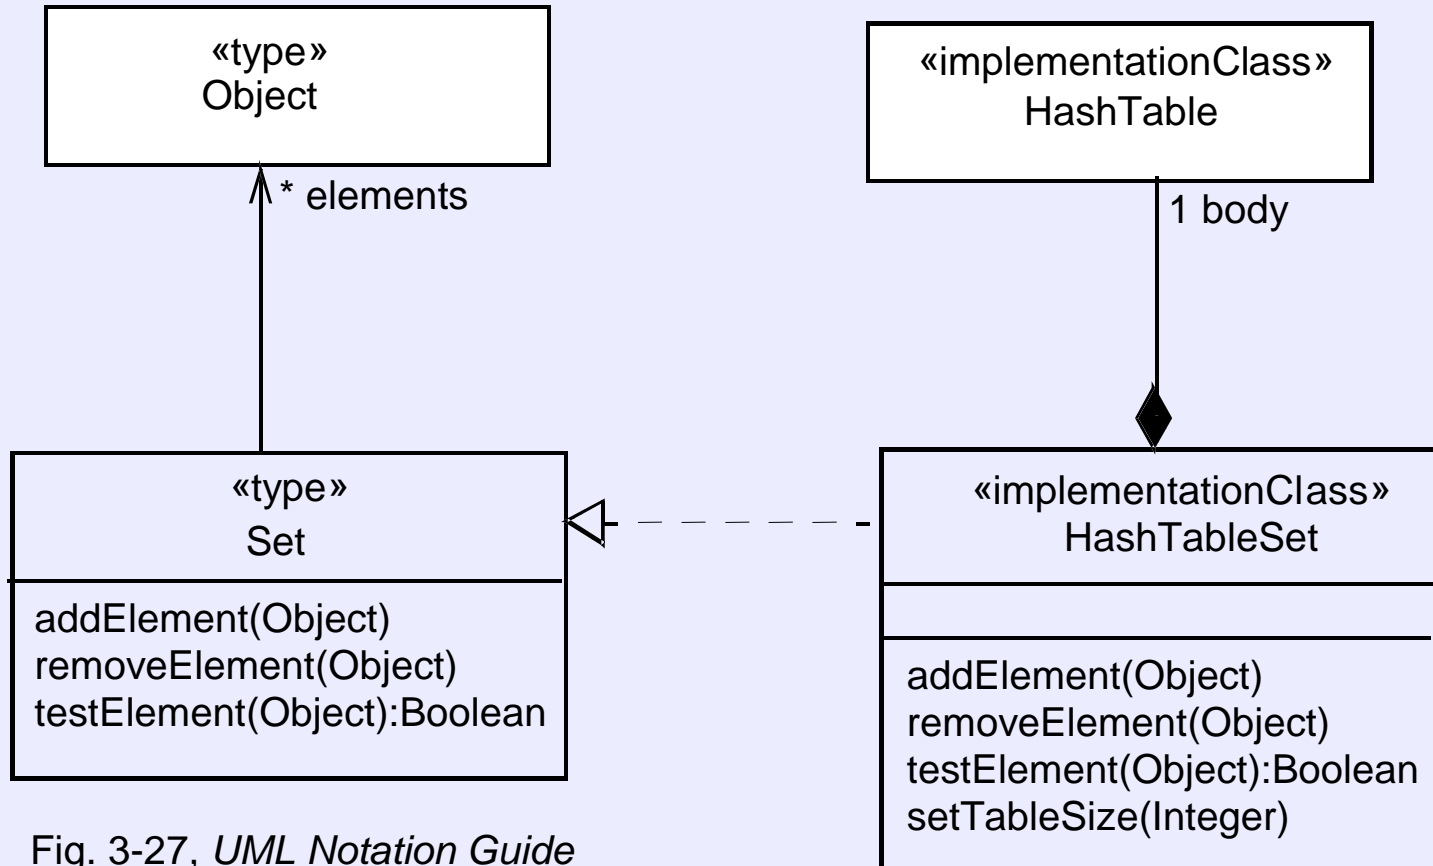 «type»
Object
* elements
«implementationClass»
HashTable
1 body
«type»
Set
addElement(Object)
removeElement(Object)
testElement(Object):Boolean
«implementationClass»
HashTableSet
addElement(Object)
removeElement(Object)
testElement(Object):Boolean
setTableSize(Integer)
Fig. 3-27, UML Notation Guide